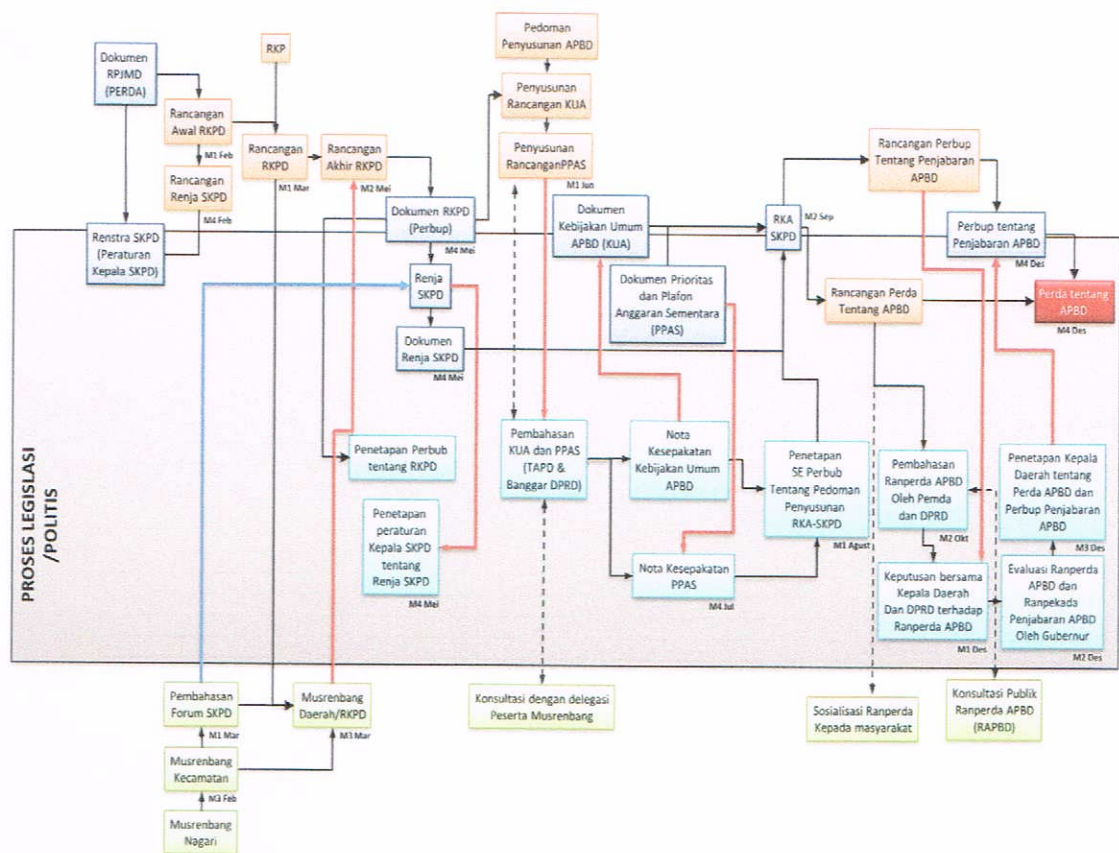 Pedoman
Penyusunan APBD
RKP
Dokumen
RPJMD
(PERDA)
Penyusunan
Rancangan KUA
Rancangan
Awal RKPD
M1 Feb
Rancangan
RKPD
M1 Mar
Rancangan
Akhir RKPD
M2 Mei
Penyusunan
RancanganPPAS
M1 Jun
Rancangan Perbup
Tentang Penjabaran
APBD
Rancangan
Renja SKPD
M4 Feb
Dokumen RKPD
(Perbup)
M4 Mei
Dokumen
Kebijakan Umum
APBD (KUA)
RKA
SKPD
M2 Sep
Perbup tentang
Penjabaran APBD
M4 Des
Renstra SKPD
(Peraturan
Kepala SKPD)
Renja
SKPD
Dokumen Prioritas
dan Plafon
Anggaran Sementara
(PPAS)
Rancangan Perda
Tentang APBD
Perda tentang
APBD
M4 Des
Dokumen
Renja SKPD
M4 Mei
PROSES LEGISLASI
/POLITIS
Penetapan Perbub
tentang RKPD
Pembahasan
KUA dan PPAS
(TAPD &
Banggar DPRD)
Nota
Kesepakatan
Kebijakan Umum
APBD
Penetapan
SE Perbub
Tentang Pedoman
Penyusunan
RKA-SKPD
M1 Agust
Pembahasan
Ranperda APBD
Oleh Pemda
dan DPRD
M2 Okt
Penetapan Kepala
Daerah tentang
Perda APBD dan
Perbup Penjabaran
APBD
M3 Des
Penetapan
peraturan
Kepala SKPD
tentang
Renja SKPD
M4 Mei
Nota Kesepakatan
PPAS
M4 Jul
Keputusan bersama
Kepala Daerah
Dan DPRD terhadap
Ranperda APBD
M1 Des
Evaluasi Ranperda
APBD dan
Ranpekada
Penjabaran APBD
Oleh Gubernur
M2 Des
Pembahasan
Forum SKPD
M1 Mar
Musrenbang
Daerah/RKPD
M3 Mar
Konsultasi dengan delegasi
Peserta Musrenbang
Sosialisasi Ranperda
Kepada masyarakat
Konsultasi Publik
Ranperda APBD
(RAPBD)
Musrenbang
Kecamatan
M3 Feb
Musrenbang
Nagari